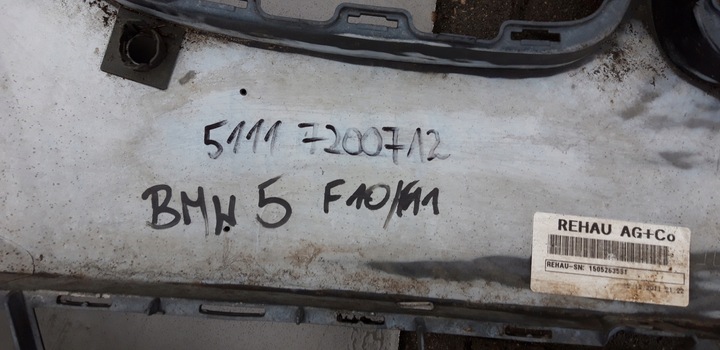 5111 7200712
BMW 5 F10/F11
REHAU AG+Co
REHAU-SN: 1505263551